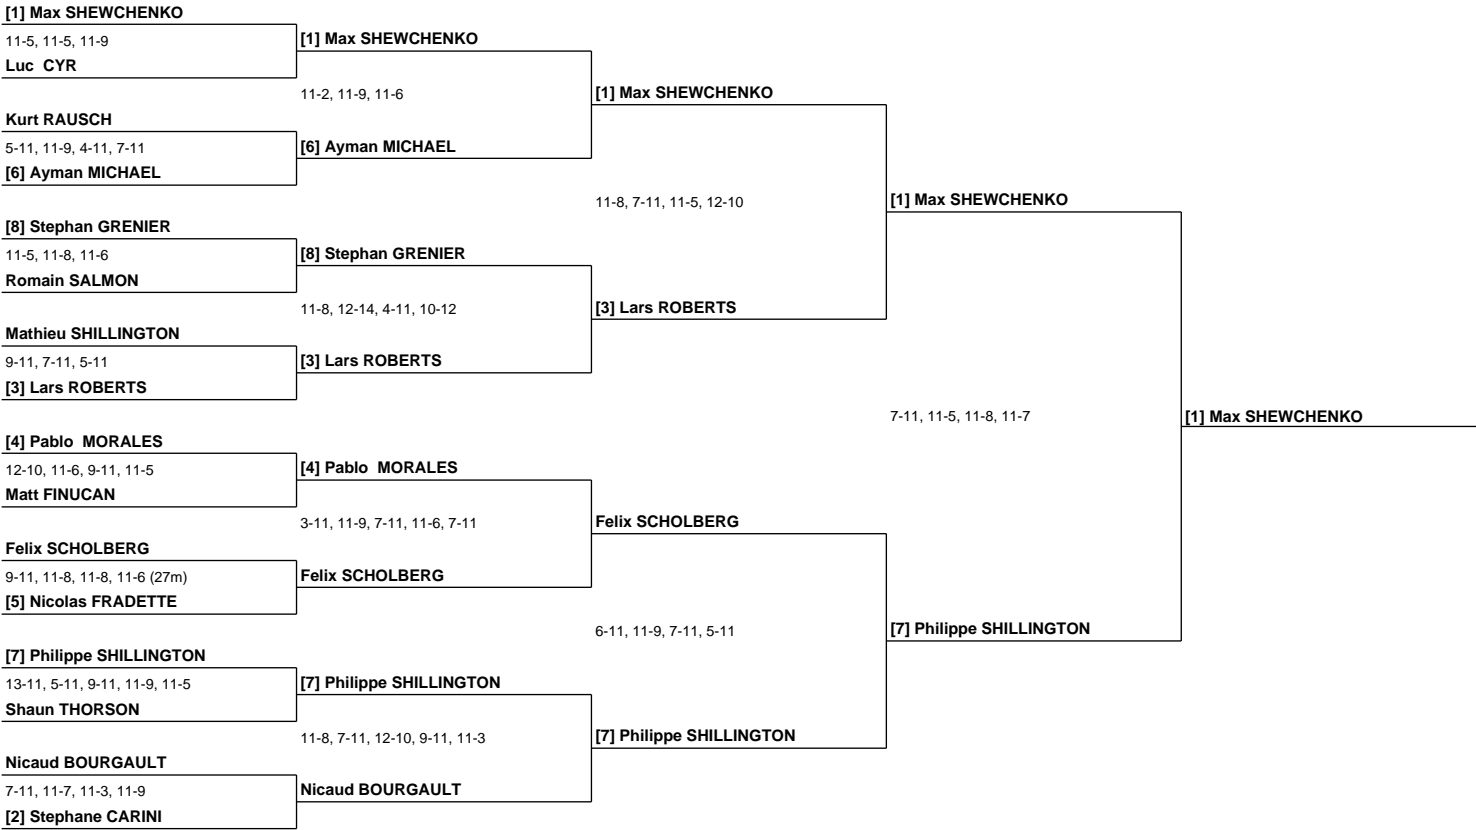 [1] Max SHEWCHENKO
11-5, 11-5, 11-9
Luc  CYR
Kurt RAUSCH
5-11, 11-9, 4-11, 7-11
[6] Ayman MICHAEL
[8] Stephan GRENIER
11-5, 11-8, 11-6
Romain SALMON
Mathieu SHILLINGTON
9-11, 7-11, 5-11
[3] Lars ROBERTS
[4] Pablo  MORALES
12-10, 11-6, 9-11, 11-5
Matt FINUCAN
Felix SCHOLBERG
9-11, 11-8, 11-8, 11-6 (27m)
[5] Nicolas FRADETTE
[7] Philippe SHILLINGTON
13-11, 5-11, 9-11, 11-9, 11-5
Shaun THORSON
Nicaud BOURGAULT
7-11, 11-7, 11-3, 11-9
[2] Stephane CARINI
[1] Max SHEWCHENKO
11-2, 11-9, 11-6
[6] Ayman MICHAEL
[8] Stephan GRENIER
11-8, 12-14, 4-11, 10-12
[3] Lars ROBERTS
[4] Pablo  MORALES
3-11, 11-9, 7-11, 11-6, 7-11
Felix SCHOLBERG
[7] Philippe SHILLINGTON
11-8, 7-11, 12-10, 9-11, 11-3
Nicaud BOURGAULT
[1] Max SHEWCHENKO
11-8, 7-11, 11-5, 12-10
[3] Lars ROBERTS
Felix SCHOLBERG
6-11, 11-9, 7-11, 5-11
[7] Philippe SHILLINGTON
[1] Max SHEWCHENKO
7-11, 11-5, 11-8, 11-7
[7] Philippe SHILLINGTON
[1] Max SHEWCHENKO